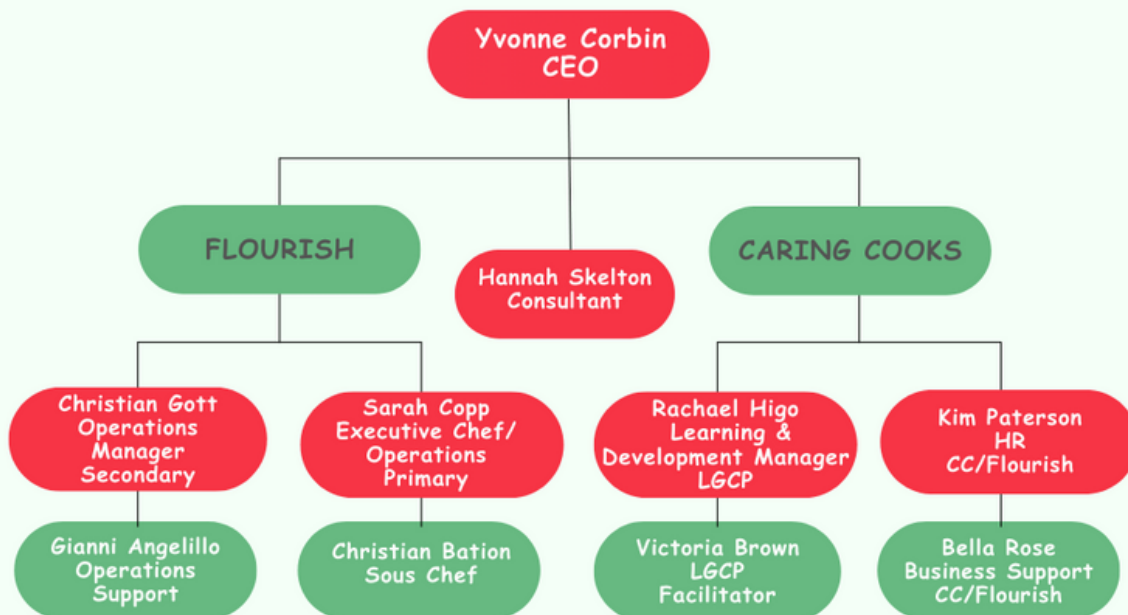 Yvonne Corbin
CEO
FLOURISH
Hannah Skelton
Consultant
CARING COOKS
Christian Gott
Operations
Manager
Secondary
Sarah Copp
Executive Chef/
Operations
Primary
Rachael Higo
Learning &
Development Manager
LGCP
Kim Paterson
HR
CC/Flourish
Gianni Angelillo
Operations
Support
Christian Bation
Sous Chef
Victoria Brown
LGCP
Facilitator
Bella Rose
Business Support
CC/Flourish